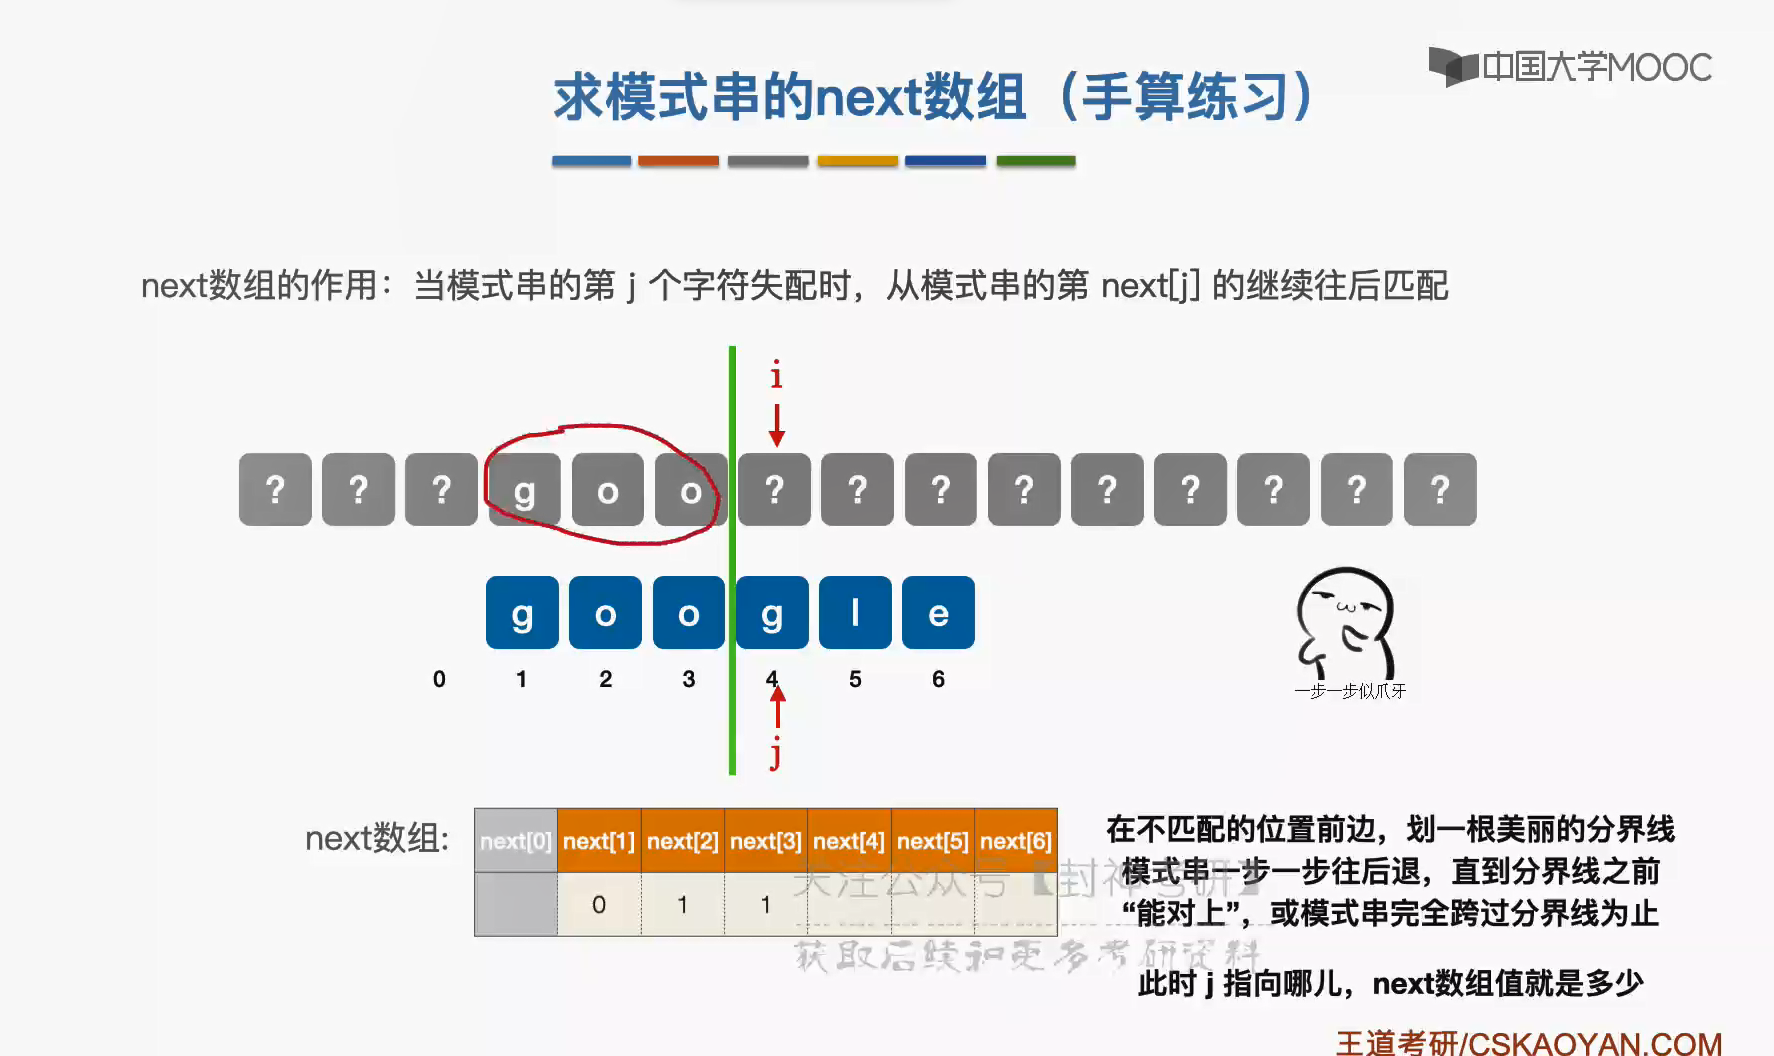 中国大学MOOC
求模式串的next数组（手算练习）
next数组的作用：当模式串的第 j 个字符失配时，从模式串的第 next[j] 的继续往后匹配
i
? ? ? g o o ? ? ? ? ? ? ? ? ?
g o o g l e
0 1 2 3 4 5 6
j
一步一步似爪牙
next数组:
next[0] next[1] next[2] next[3] next[4] next[5] next[6]
0 1 1
在不匹配的位置前边，划一根美丽的分界线
模式串一步一步往后退，直到分界线之前
“能对上”，或模式串完全跨过分界线为止
此时 j 指向哪儿，next数组值就是多少
关注公众号【封神考研】
获取后续和更多考研资料
王道考研/CSKAOYAN.COM